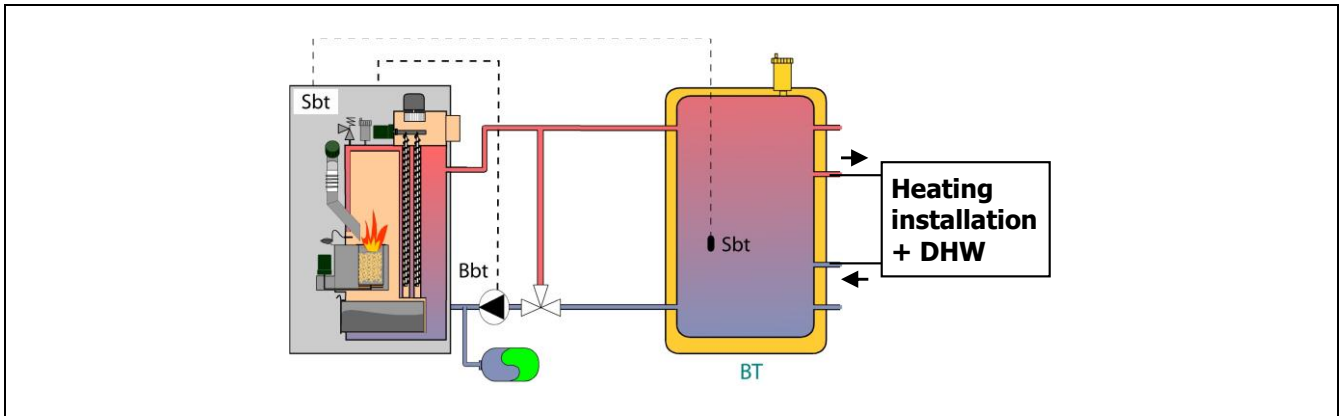 Sbt
Bbt
Sbt
Heating
installation
+ DHW
BT